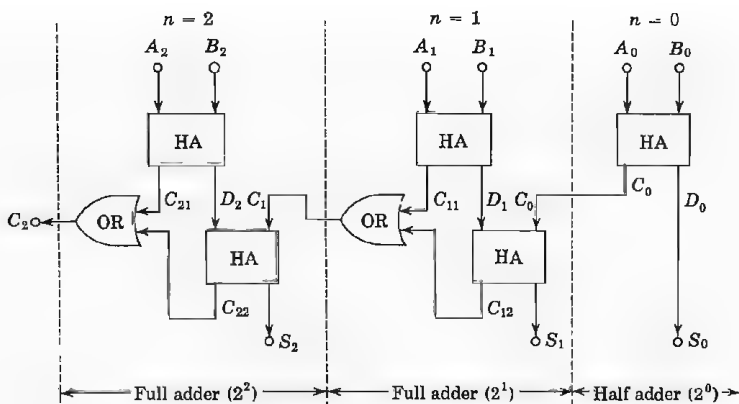 n = 2 n = 1 n = 0
A₂ B₂ A₁ B₁ A₀ B₀
HA HA HA
C₂₁ D₂ C₁ C₁₁ D₁ C₀ C₀ D₀
C₂ OR OR
HA HA
C₂₂ C₁₂
S₂ S₁ S₀
Full adder (2²) Full adder (2¹) Half adder (2⁰)